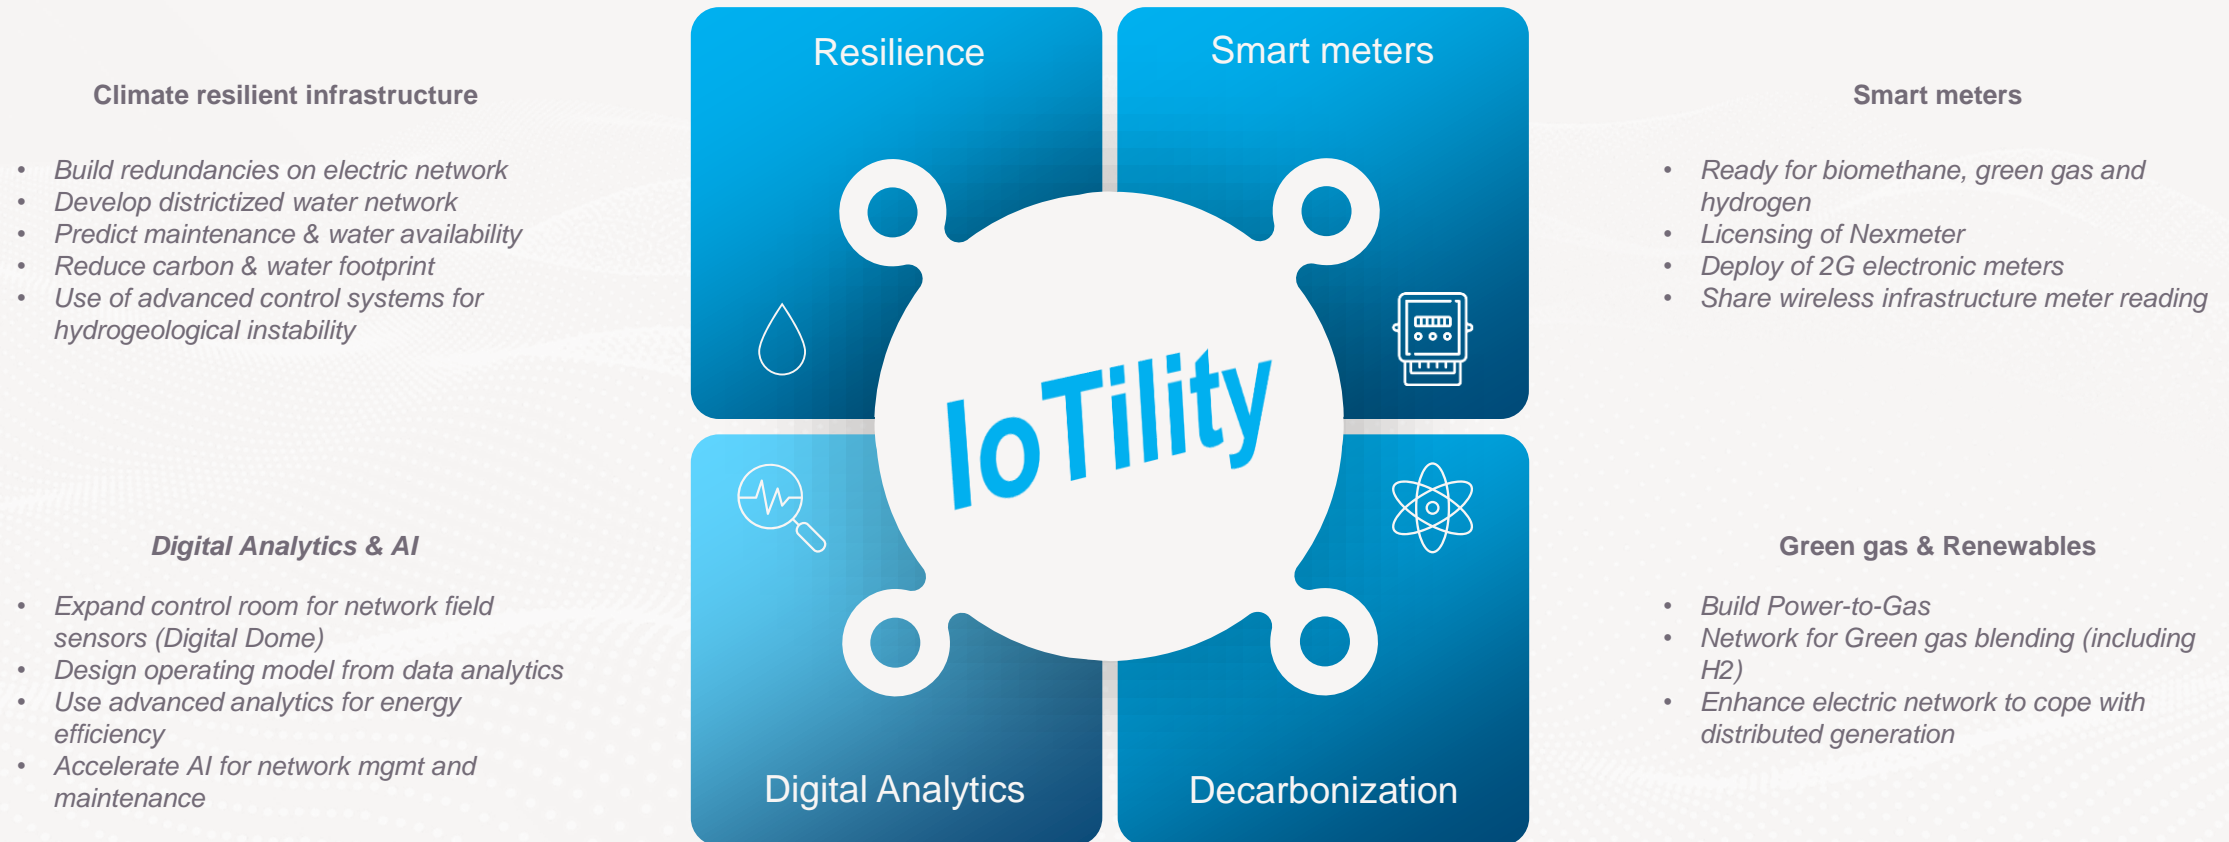 Resilience
Smart meters
Climate resilient infrastructure
• Build redundancies on electric network
• Develop districtized water network
• Predict maintenance & water availability
• Reduce carbon & water footprint
• Use of advanced control systems for
hydrogeological instability
Smart meters
• Ready for biomethane, green gas and
hydrogen
• Licensing of Nexmeter
• Deploy of 2G electronic meters
• Share wireless infrastructure meter reading
IoTility
Digital Analytics & AI
• Expand control room for network field
sensors (Digital Dome)
• Design operating model from data analytics
• Use advanced analytics for energy
efficiency
• Accelerate AI for network mgmt and
maintenance
Green gas & Renewables
• Build Power-to-Gas
• Network for Green gas blending (including
H2)
• Enhance electric network to cope with
distributed generation
Digital Analytics
Decarbonization